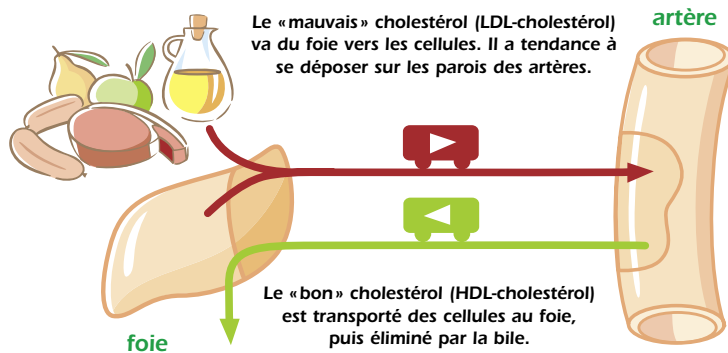 Le «mauvais» cholestérol (LDL-cholestérol)
va du foie vers les cellules. Il a tendance à
se déposer sur les parois des artères.
artère
Le «bon» cholestérol (HDL-cholestérol)
est transporté des cellules au foie,
puis éliminé par la bile.
foie